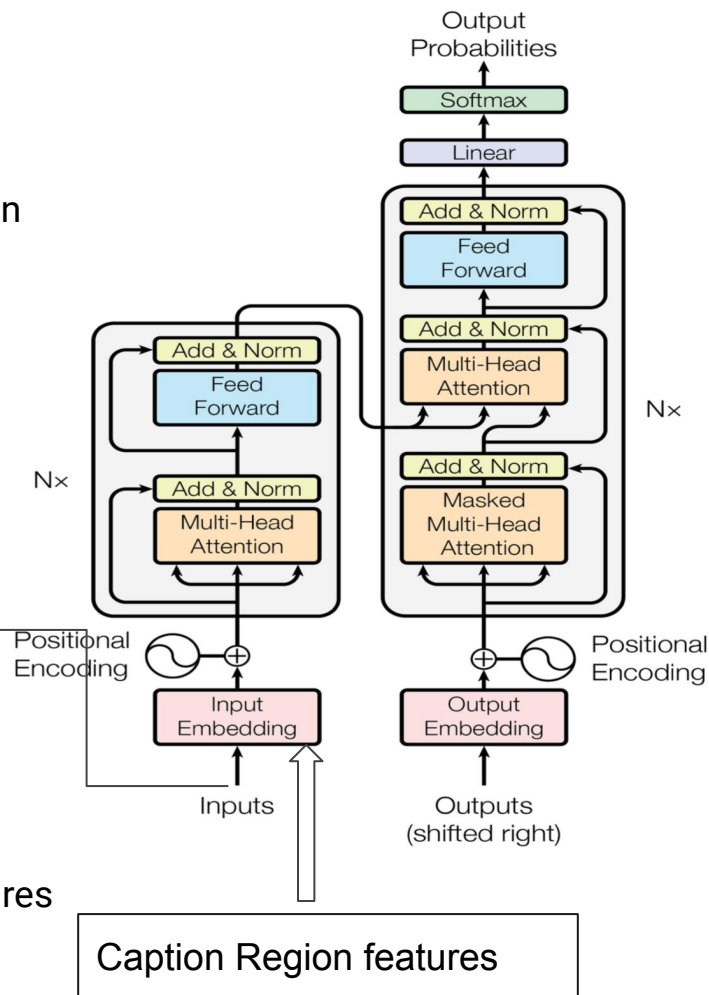 Output
Probabilities
Softmax
Linear
n
Add & Norm
Feed
Forward
Add & Norm
Multi-Head
Attention
Nx
Add & Norm
Masked
Multi-Head
Attention
Add & Norm
Feed
Forward
Nx
Add & Norm
Multi-Head
Attention
Positional
Encoding
Positional
Encoding
Input
Embedding
Output
Embedding
Inputs
Outputs
(shifted right)
res
Caption Region features